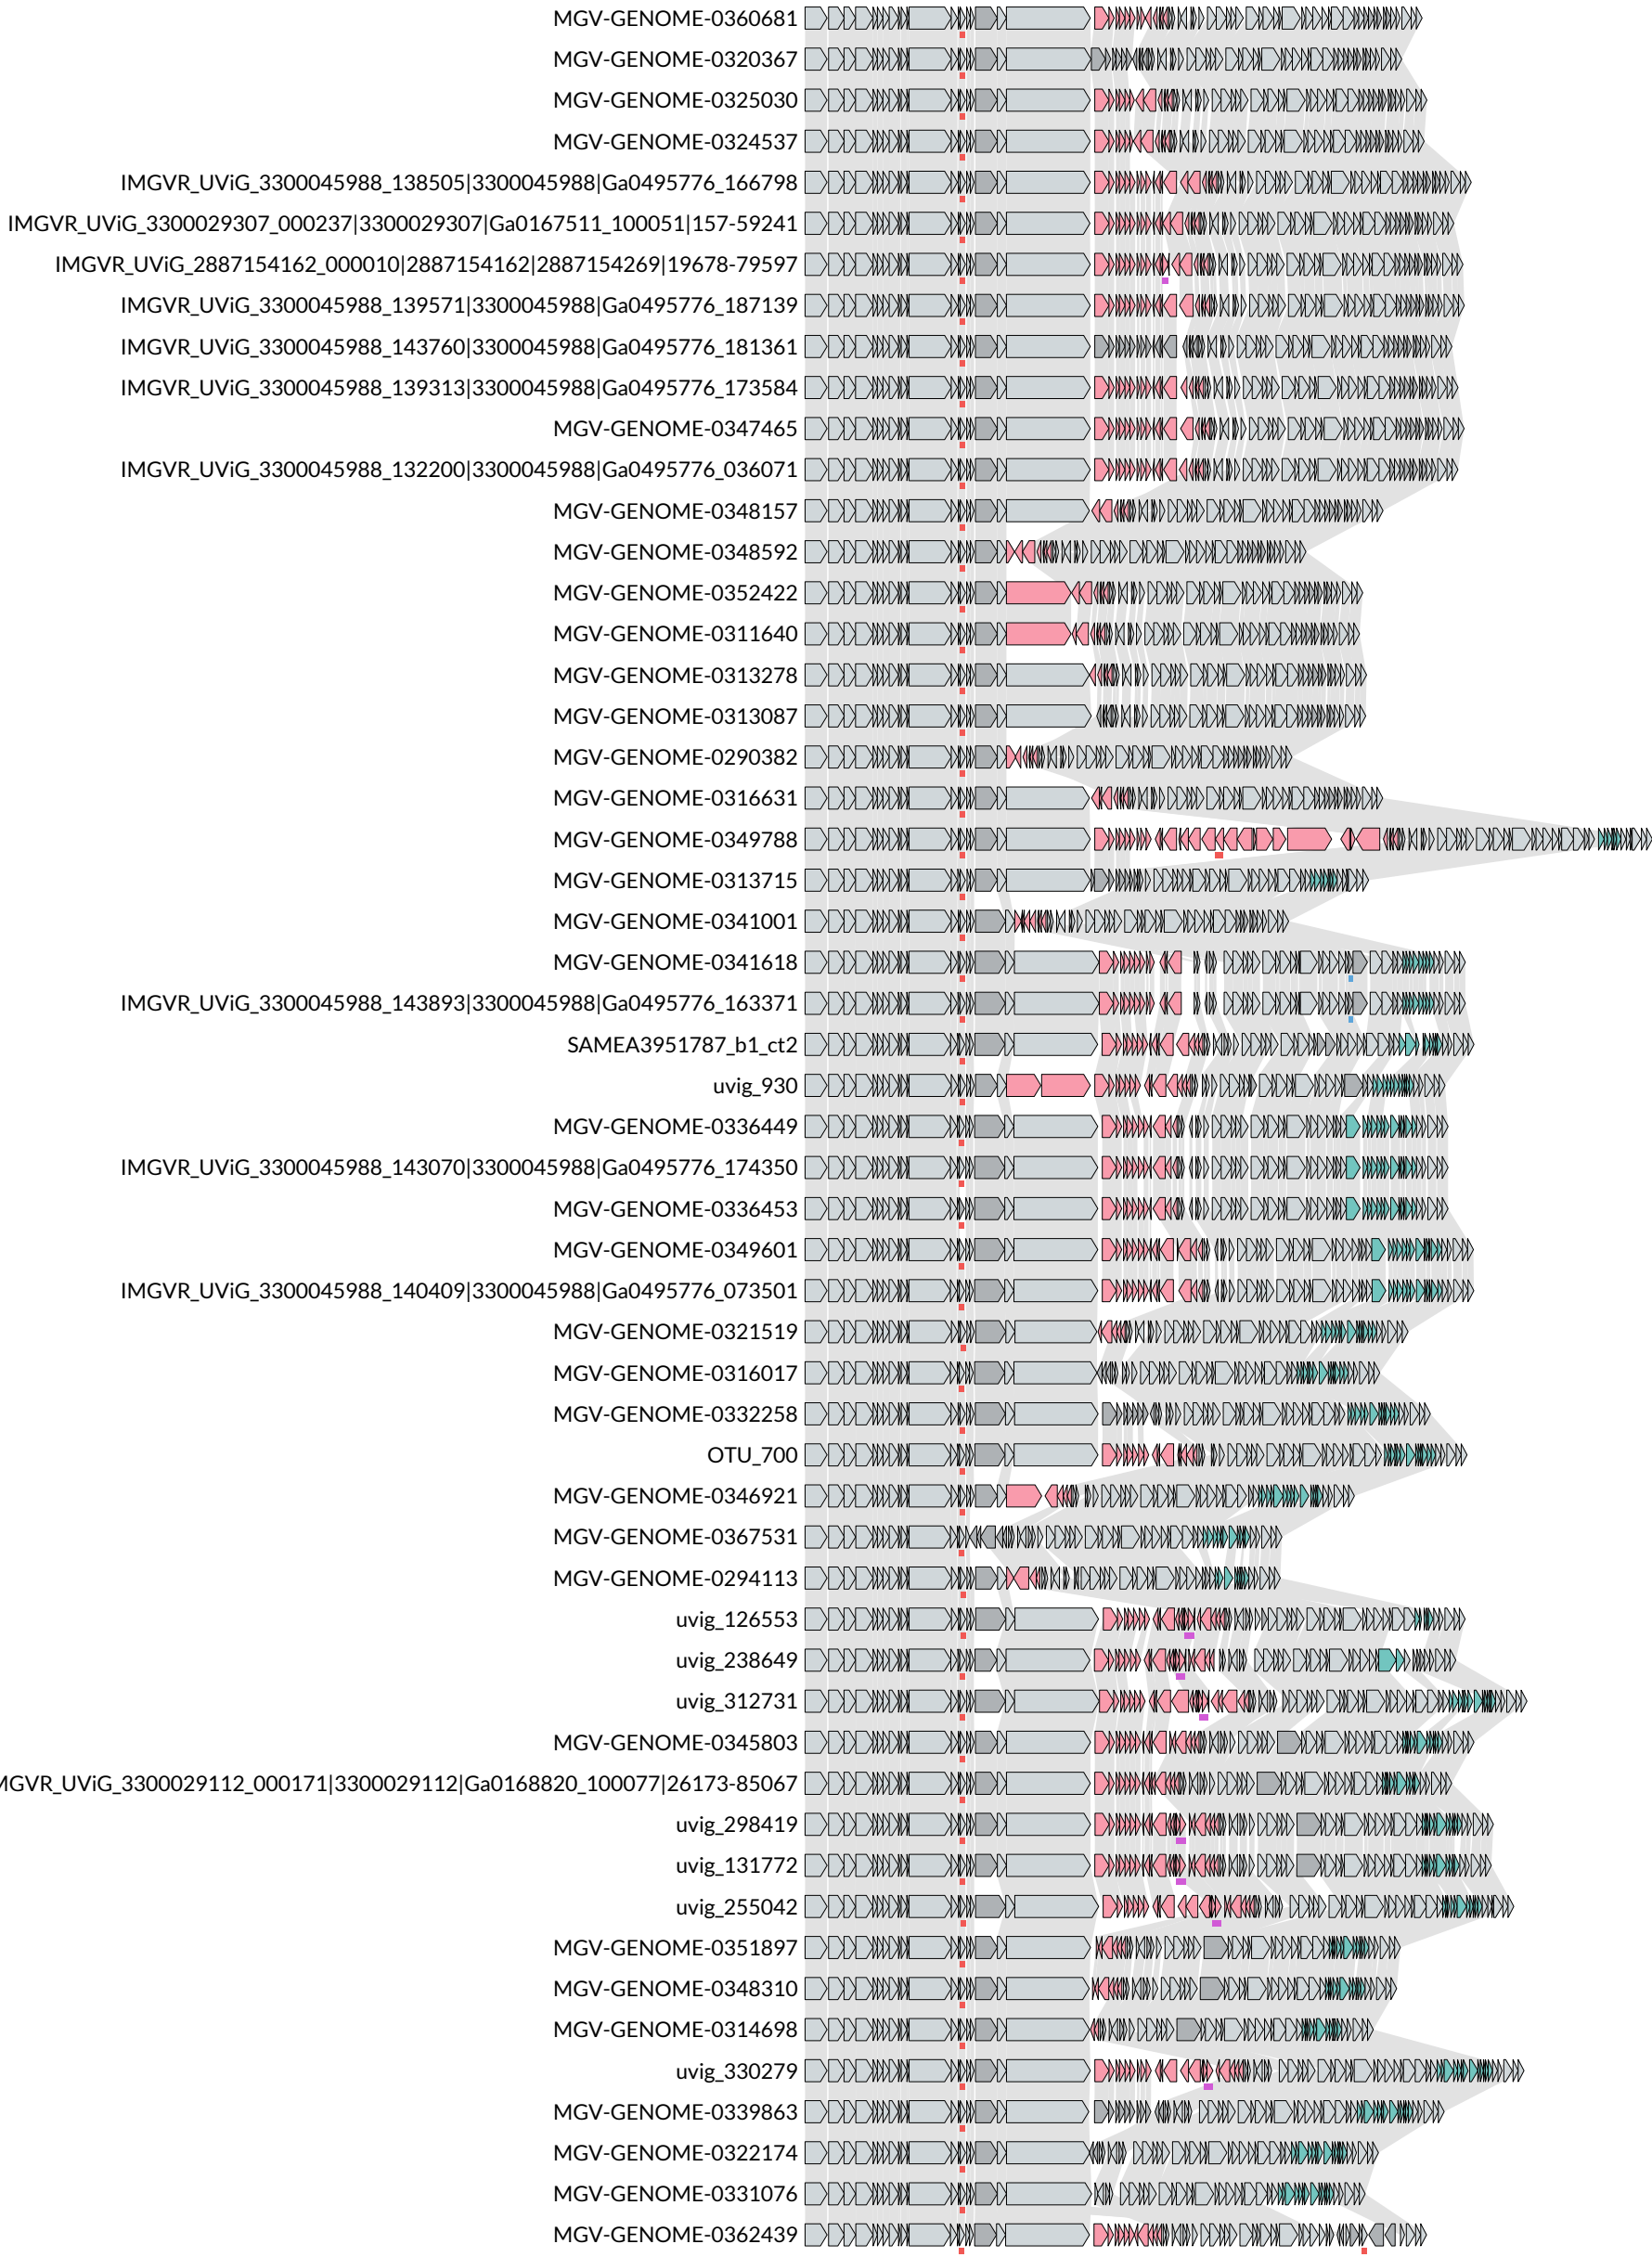 MGV-GENOME-0360681
MGV-GENOME-0320367
MGV-GENOME-0325030
MGV-GENOME-0324537
IMGVR_UViG_3300045988_138505|3300045988|Ga0495776_166798
IMGVR_UViG_3300029307_000237|3300029307|Ga0167511_100051|157-59241
IMGVR_UViG_2887154162_000010|2887154162|2887154269|19678-79597
IMGVR_UViG_3300045988_139571|3300045988|Ga0495776_187139
IMGVR_UViG_3300045988_143760|3300045988|Ga0495776_181361
IMGVR_UViG_3300045988_139313|3300045988|Ga0495776_173584
MGV-GENOME-0347465
IMGVR_UViG_3300045988_132200|3300045988|Ga0495776_036071
MGV-GENOME-0348157
MGV-GENOME-0348592
MGV-GENOME-0352422
MGV-GENOME-0311640
MGV-GENOME-0313278
MGV-GENOME-0313087
MGV-GENOME-0290382
MGV-GENOME-0316631
MGV-GENOME-0349788
MGV-GENOME-0313715
MGV-GENOME-0341001
MGV-GENOME-0341618
IMGVR_UViG_3300045988_143893|3300045988|Ga0495776_163371
SAMEA3951787_b1_ct2
uvig_930
MGV-GENOME-0336449
IMGVR_UViG_3300045988_143070|3300045988|Ga0495776_174350
MGV-GENOME-0336453
MGV-GENOME-0349601
IMGVR_UViG_3300045988_140409|3300045988|Ga0495776_073501
MGV-GENOME-0321519
MGV-GENOME-0316017
MGV-GENOME-0332258
OTU_700
MGV-GENOME-0346921
MGV-GENOME-0367531
MGV-GENOME-0294113
uvig_126553
uvig_238649
uvig_312731
MGV-GENOME-0345803
MGVR_UViG_3300029112_000171|3300029112|Ga0168820_100077|26173-85067
uvig_298419
uvig_131772
uvig_255042
MGV-GENOME-0351897
MGV-GENOME-0348310
MGV-GENOME-0314698
uvig_330279
MGV-GENOME-0339863
MGV-GENOME-0322174
MGV-GENOME-0331076
MGV-GENOME-0362439